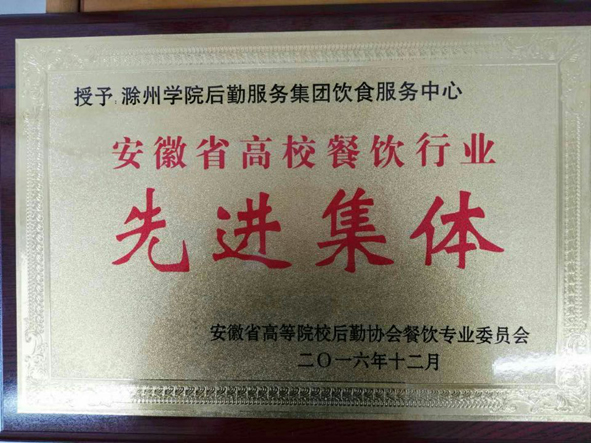 授予:滁州学院后勤服务集团饮食服务中心
安徽省高校餐饮行业
先进集体
安徽省高等院校后勤协会餐饮专业委员会
二〇一六年十二月